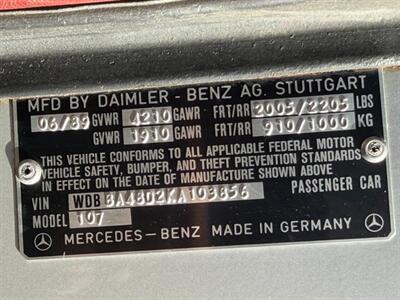 MFD BY DAIMLER - BENZ AG. STUTTGART
06/89 GVWR 4210 GAWR FRT/RR 2005/2205 LBS
GVWR 1910 GAWR FRT/RR 910/1000 KG
THIS VEHICLE CONFORMS TO ALL APPLICABLE FEDERAL MOTOR
VEHICLE SAFETY, BUMPER, AND THEFT PREVENTION STANDARDS
IN EFFECT ON THE DATE OF MANUFACTURE SHOWN ABOVE
VIN WDBBA48D2KA103856 PASSENGER CAR
MODEL 107
MERCEDES-BENZ MADE IN GERMANY